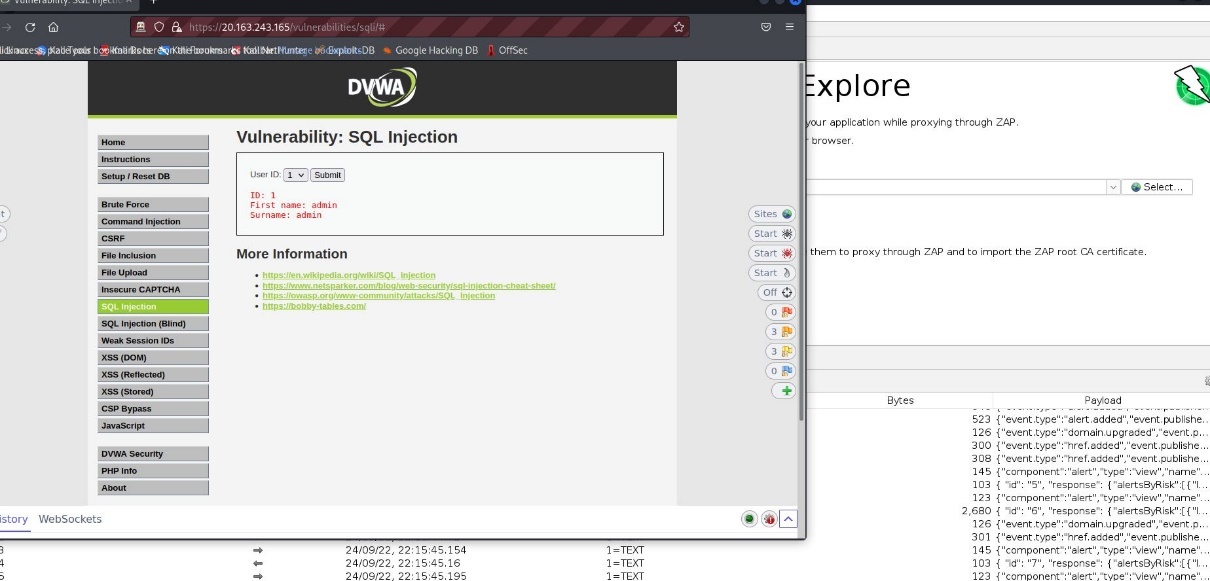 Vulnerability: SQL Injectio
https://20.163.243.165/vulnerabilities/sqli/#
Exploit-DB Google Hacking DB OffSec
DVWA
Home
Instructions
Setup / Reset DB
Brute Force
Command Injection
CSRF
File Inclusion
File Upload
Insecure CAPTCHA
SQL Injection
SQL Injection (Blind)
Weak Session IDs
XSS (DOM)
XSS (Reflected)
XSS (Stored)
CSP Bypass
JavaScript
DVWA Security
PHP Info
About
Vulnerability: SQL Injection
User ID: 1 Submit
ID: 1
First name: admin
Surname: admin
More Information
https://en.wikipedia.org/wiki/SQL_Injection
https://www.netsparker.com/blog/web-security/sql-injection-cheat-sheet/
https://owasp.org/www-community/attacks/SQL_Injection
https://bobby-tables.com/
Sites
Start
Start
Start
Off
0
3
3
0
istory WebSockets
3 24/09/22, 22:15:45.154 1=TEXT
4 24/09/22, 22:15:45.16 1=TEXT
5 24/09/22, 22:15:45.195 1=TEXT
Explore
your application while proxying through ZAP.
r browser.
Select...
them to proxy through ZAP and to import the ZAP root CA certificate.
Bytes Payload
523 {"event.type":"alert.added","event.publishe...
126 {"event.type":"domain.upgraded","event.p...
300 {"event.type":"href.added","event.publishe...
308 {"event.type":"href.added","event.publishe...
145 {"component":"alert","type":"view","name"...
103 { "id": "5", "response": {"alertsByRisk":[{"I...
123 {"component":"alert","type":"view","name"...
2,680 { "id": "6", "response": {"alertsByRisk":[{"I...
126 {"event.type":"domain.upgraded","event.p...
301 {"event.type":"href.added","event.publishe...
145 {"component":"alert","type":"view","name"...
103 { "id": "7", "response": {"alertsByRisk":[{"I...
123 {"component":"alert","type":"view","name"...